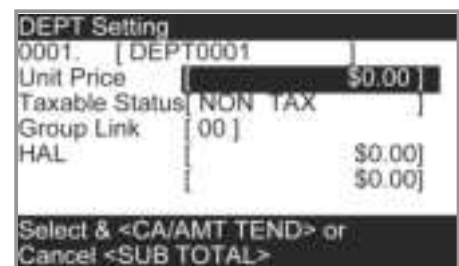 DEPT Setting
0001. [ DEPT0001 ]
Unit Price [ $0.00 ]
Taxable Status[ NON TAX ]
Group Link [ 00 ]
HAL [ $0.00]
[ $0.00]
Select & <CA/AMT TEND> or
Cancel <SUB TOTAL>